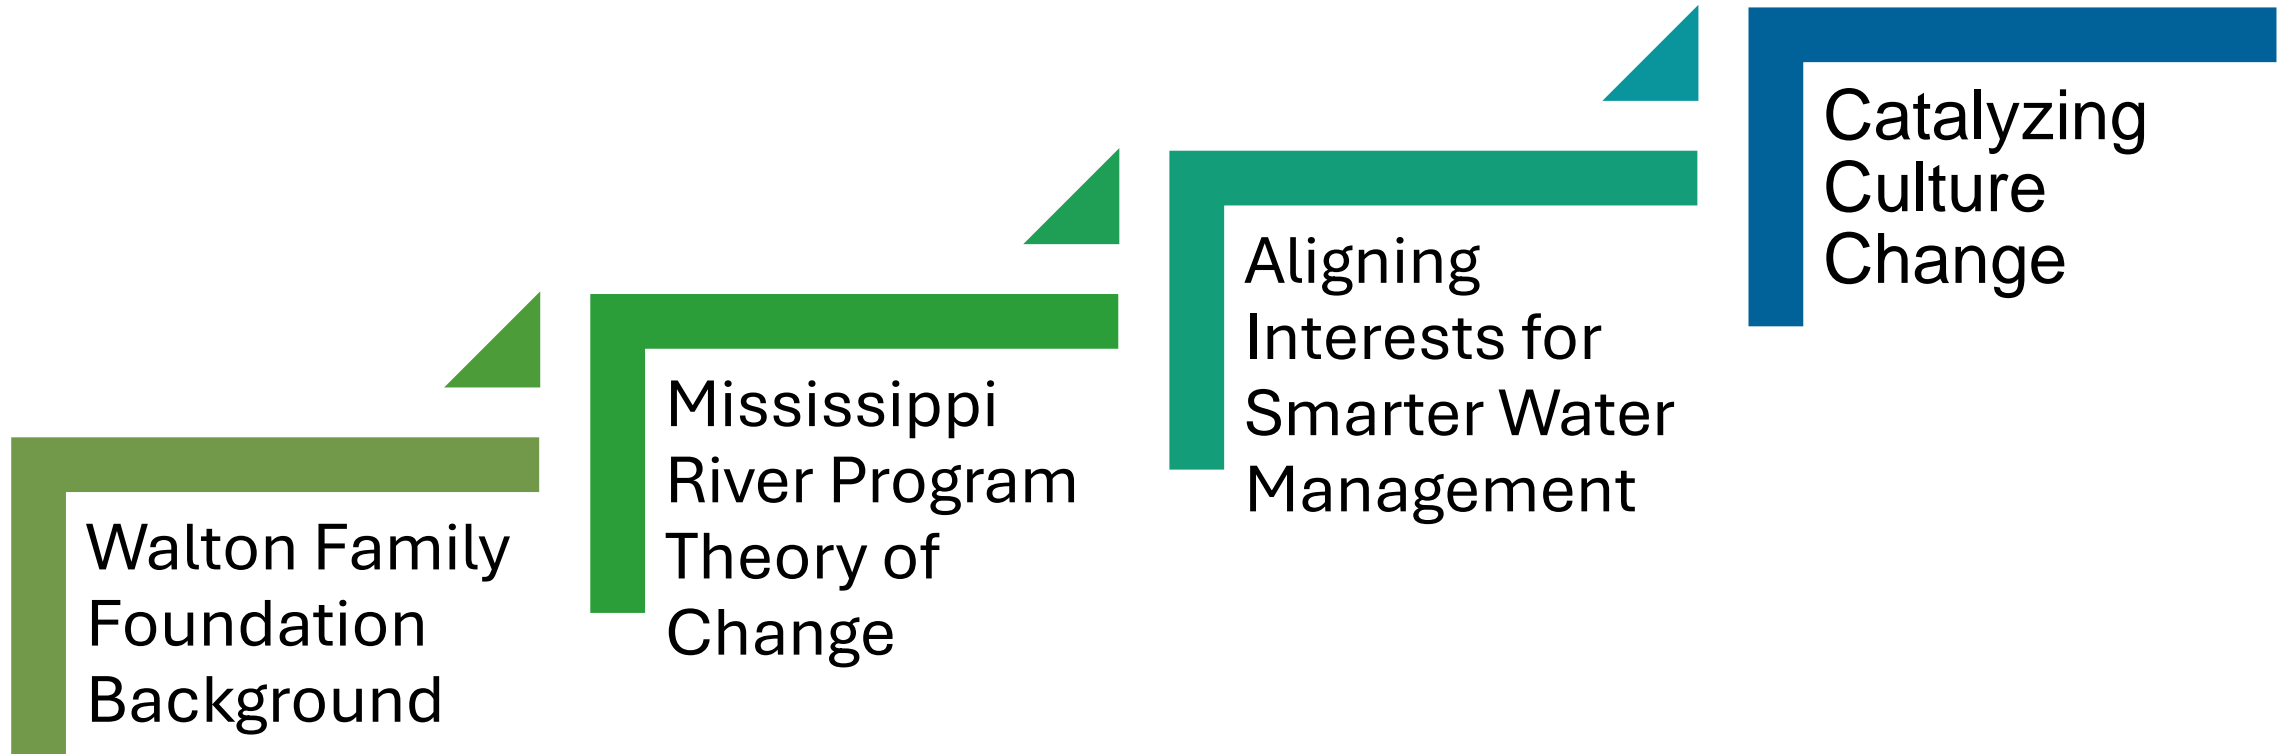 Walton Family
Foundation
Background
Mississippi
River Program
Theory of
Change
Aligning
Interests for
Smarter Water
Management
Catalyzing
Culture
Change